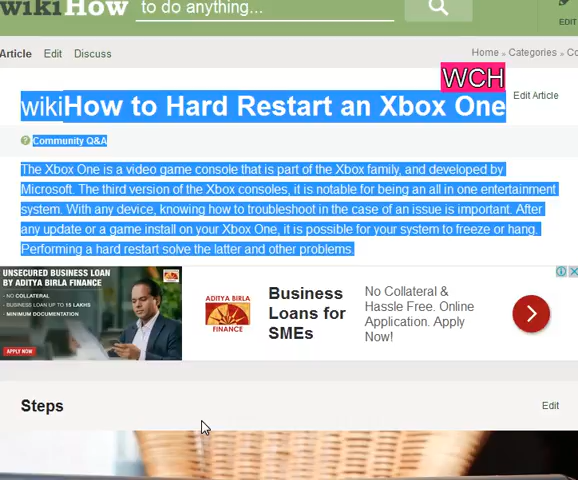 wikiHow to do anything...
EDIT
Article Edit Discuss
Home » Categories » Co
WCH
wikiHow to Hard Restart an Xbox One
Edit Article
Community Q&A
The Xbox One is a video game console that is part of the Xbox family, and developed by
Microsoft. The third version of the Xbox consoles, it is notable for being an all in one entertainment
system. With any device, knowing how to troubleshoot in the case of an issue is important. After
any update or a game install on your Xbox One, it is possible for your system to freeze or hang.
Performing a hard restart solve the latter and other problems.
UNSECURED BUSINESS LOAN
BY ADITYA BIRLA FINANCE
- NO COLLATERAL
- BUSINESS LOAN UP TO 15 LAKHS
- MINIMUM DOCUMENTATION
APPLY NOW
ADITYA BIRLA
FINANCE
Business
Loans for
SMEs
No Collateral &
Hassle Free. Online
Application. Apply
Now!
Steps
Edit